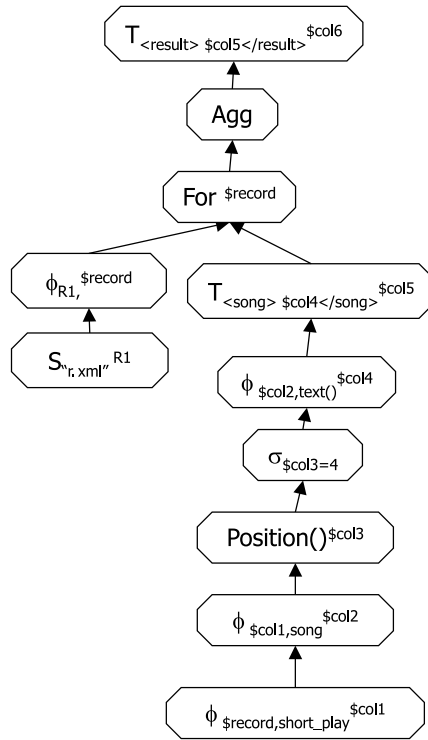 T <result> $col5</result> $col6
Agg
For $record
ϕ R1, $record
T <song> $col4</song> $col5
S "r.xml" R1
ϕ $col2,text() $col4
σ $col3=4
Position() $col3
ϕ $col1,song $col2
ϕ $record,short_play $col1